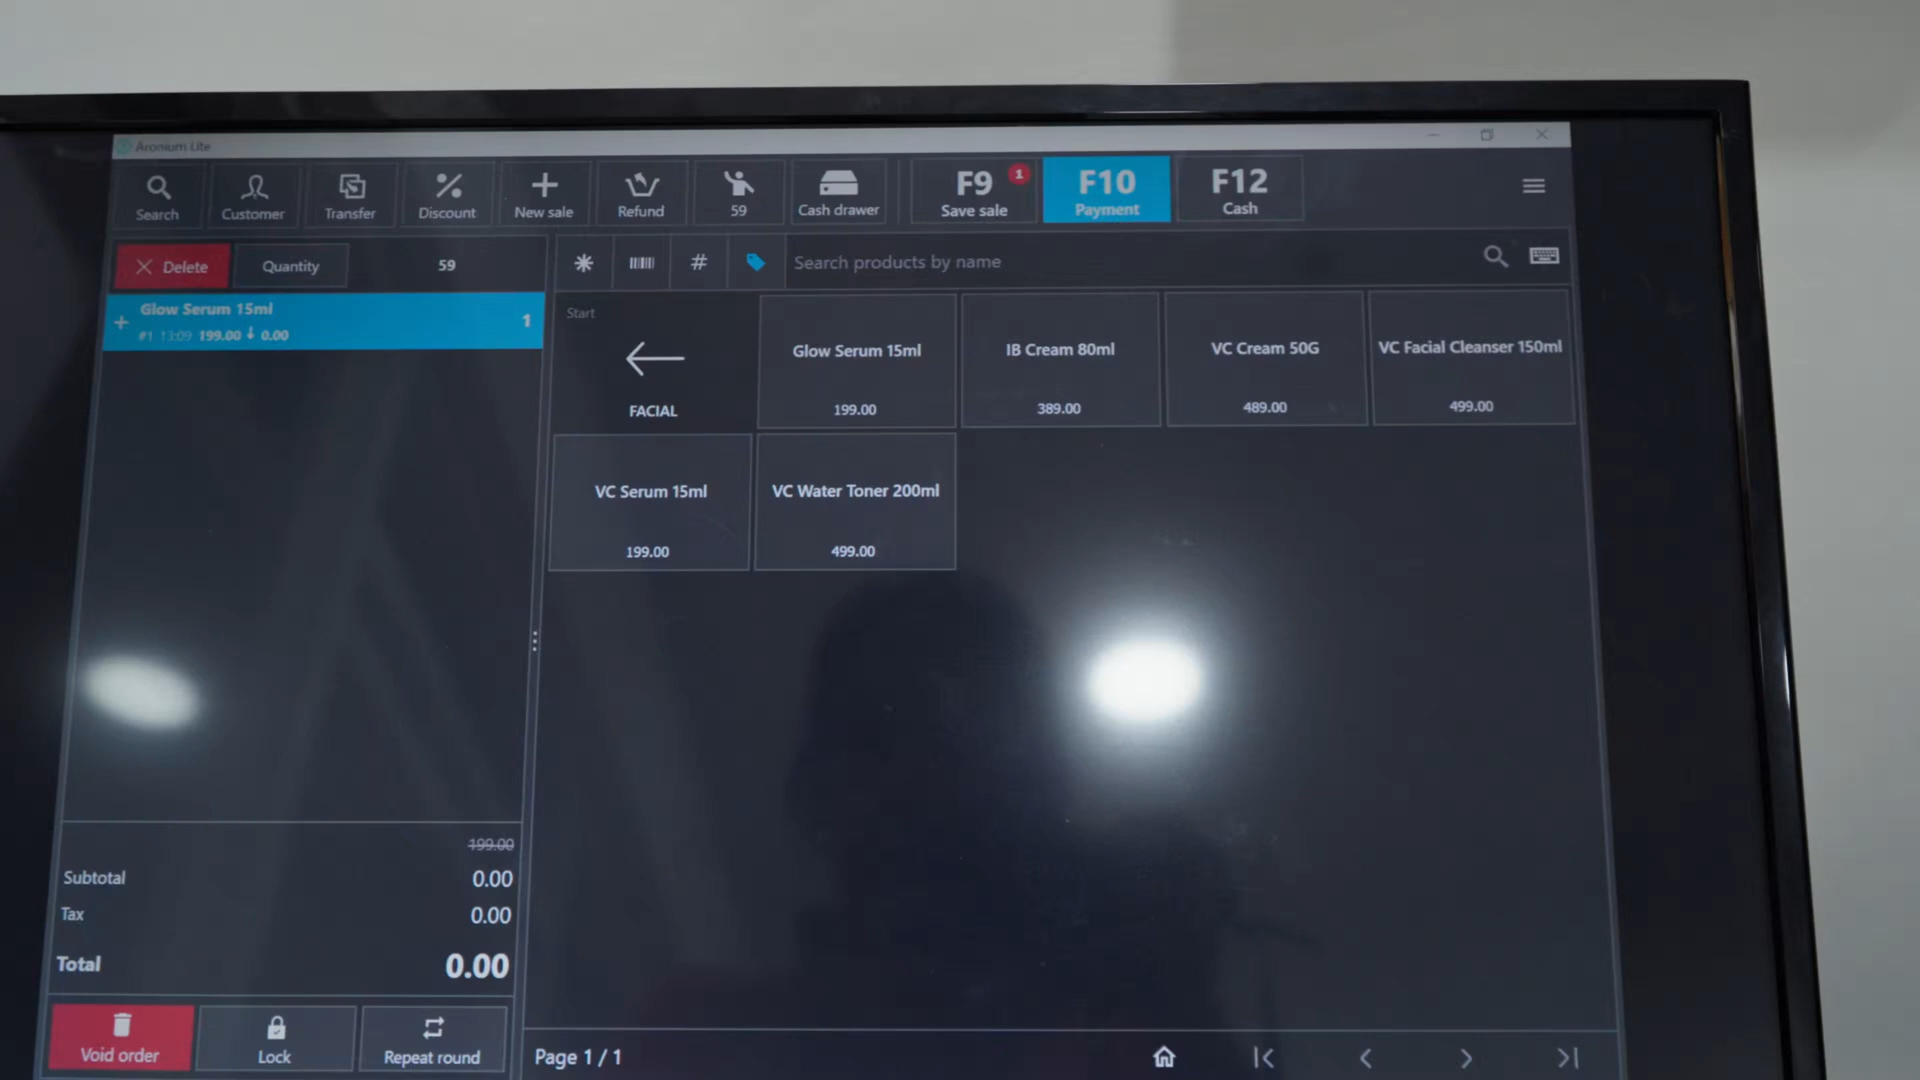 Aronium Lite
Search
Customer
Transfer
Discount
New sale
Refund
59
Cash drawer
F9
1
Save sale
F10
Payment
F12
Cash
Delete
Quantity
59
#
Search products by name
Glow Serum 15ml
#1 13:09 199.00 0.00
1
Start
FACIAL
Glow Serum 15ml
199.00
IB Cream 80ml
389.00
VC Cream 50G
489.00
VC Facial Cleanser 150ml
499.00
VC Serum 15ml
199.00
VC Water Toner 200ml
499.00
199.00
Subtotal 0.00
Tax 0.00
Total 0.00
Void order
Lock
Repeat round
Page 1 / 1